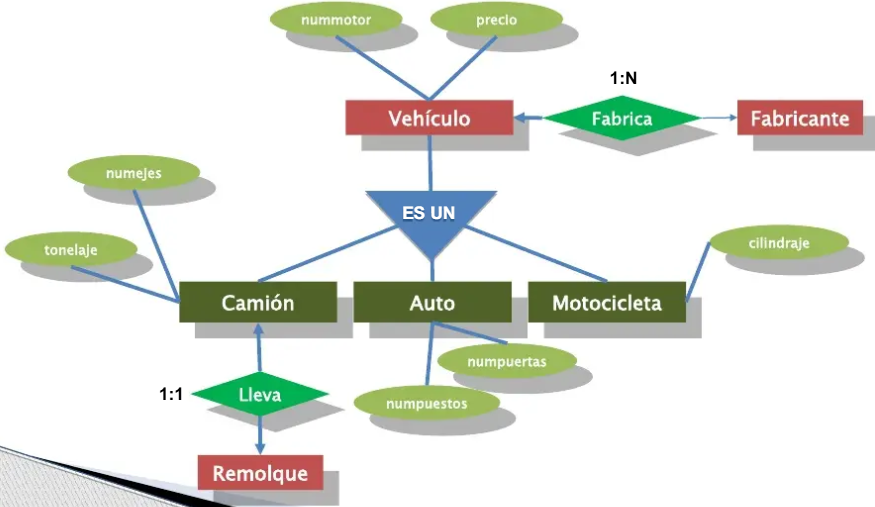 nummotor
precio
1:N
Vehículo
Fabrica
Fabricante
numejes
ES UN
tonelaje
cilindraje
Camión
Auto
Motocicleta
numpuertas
1:1
Lleva
numpuestos
Remolque